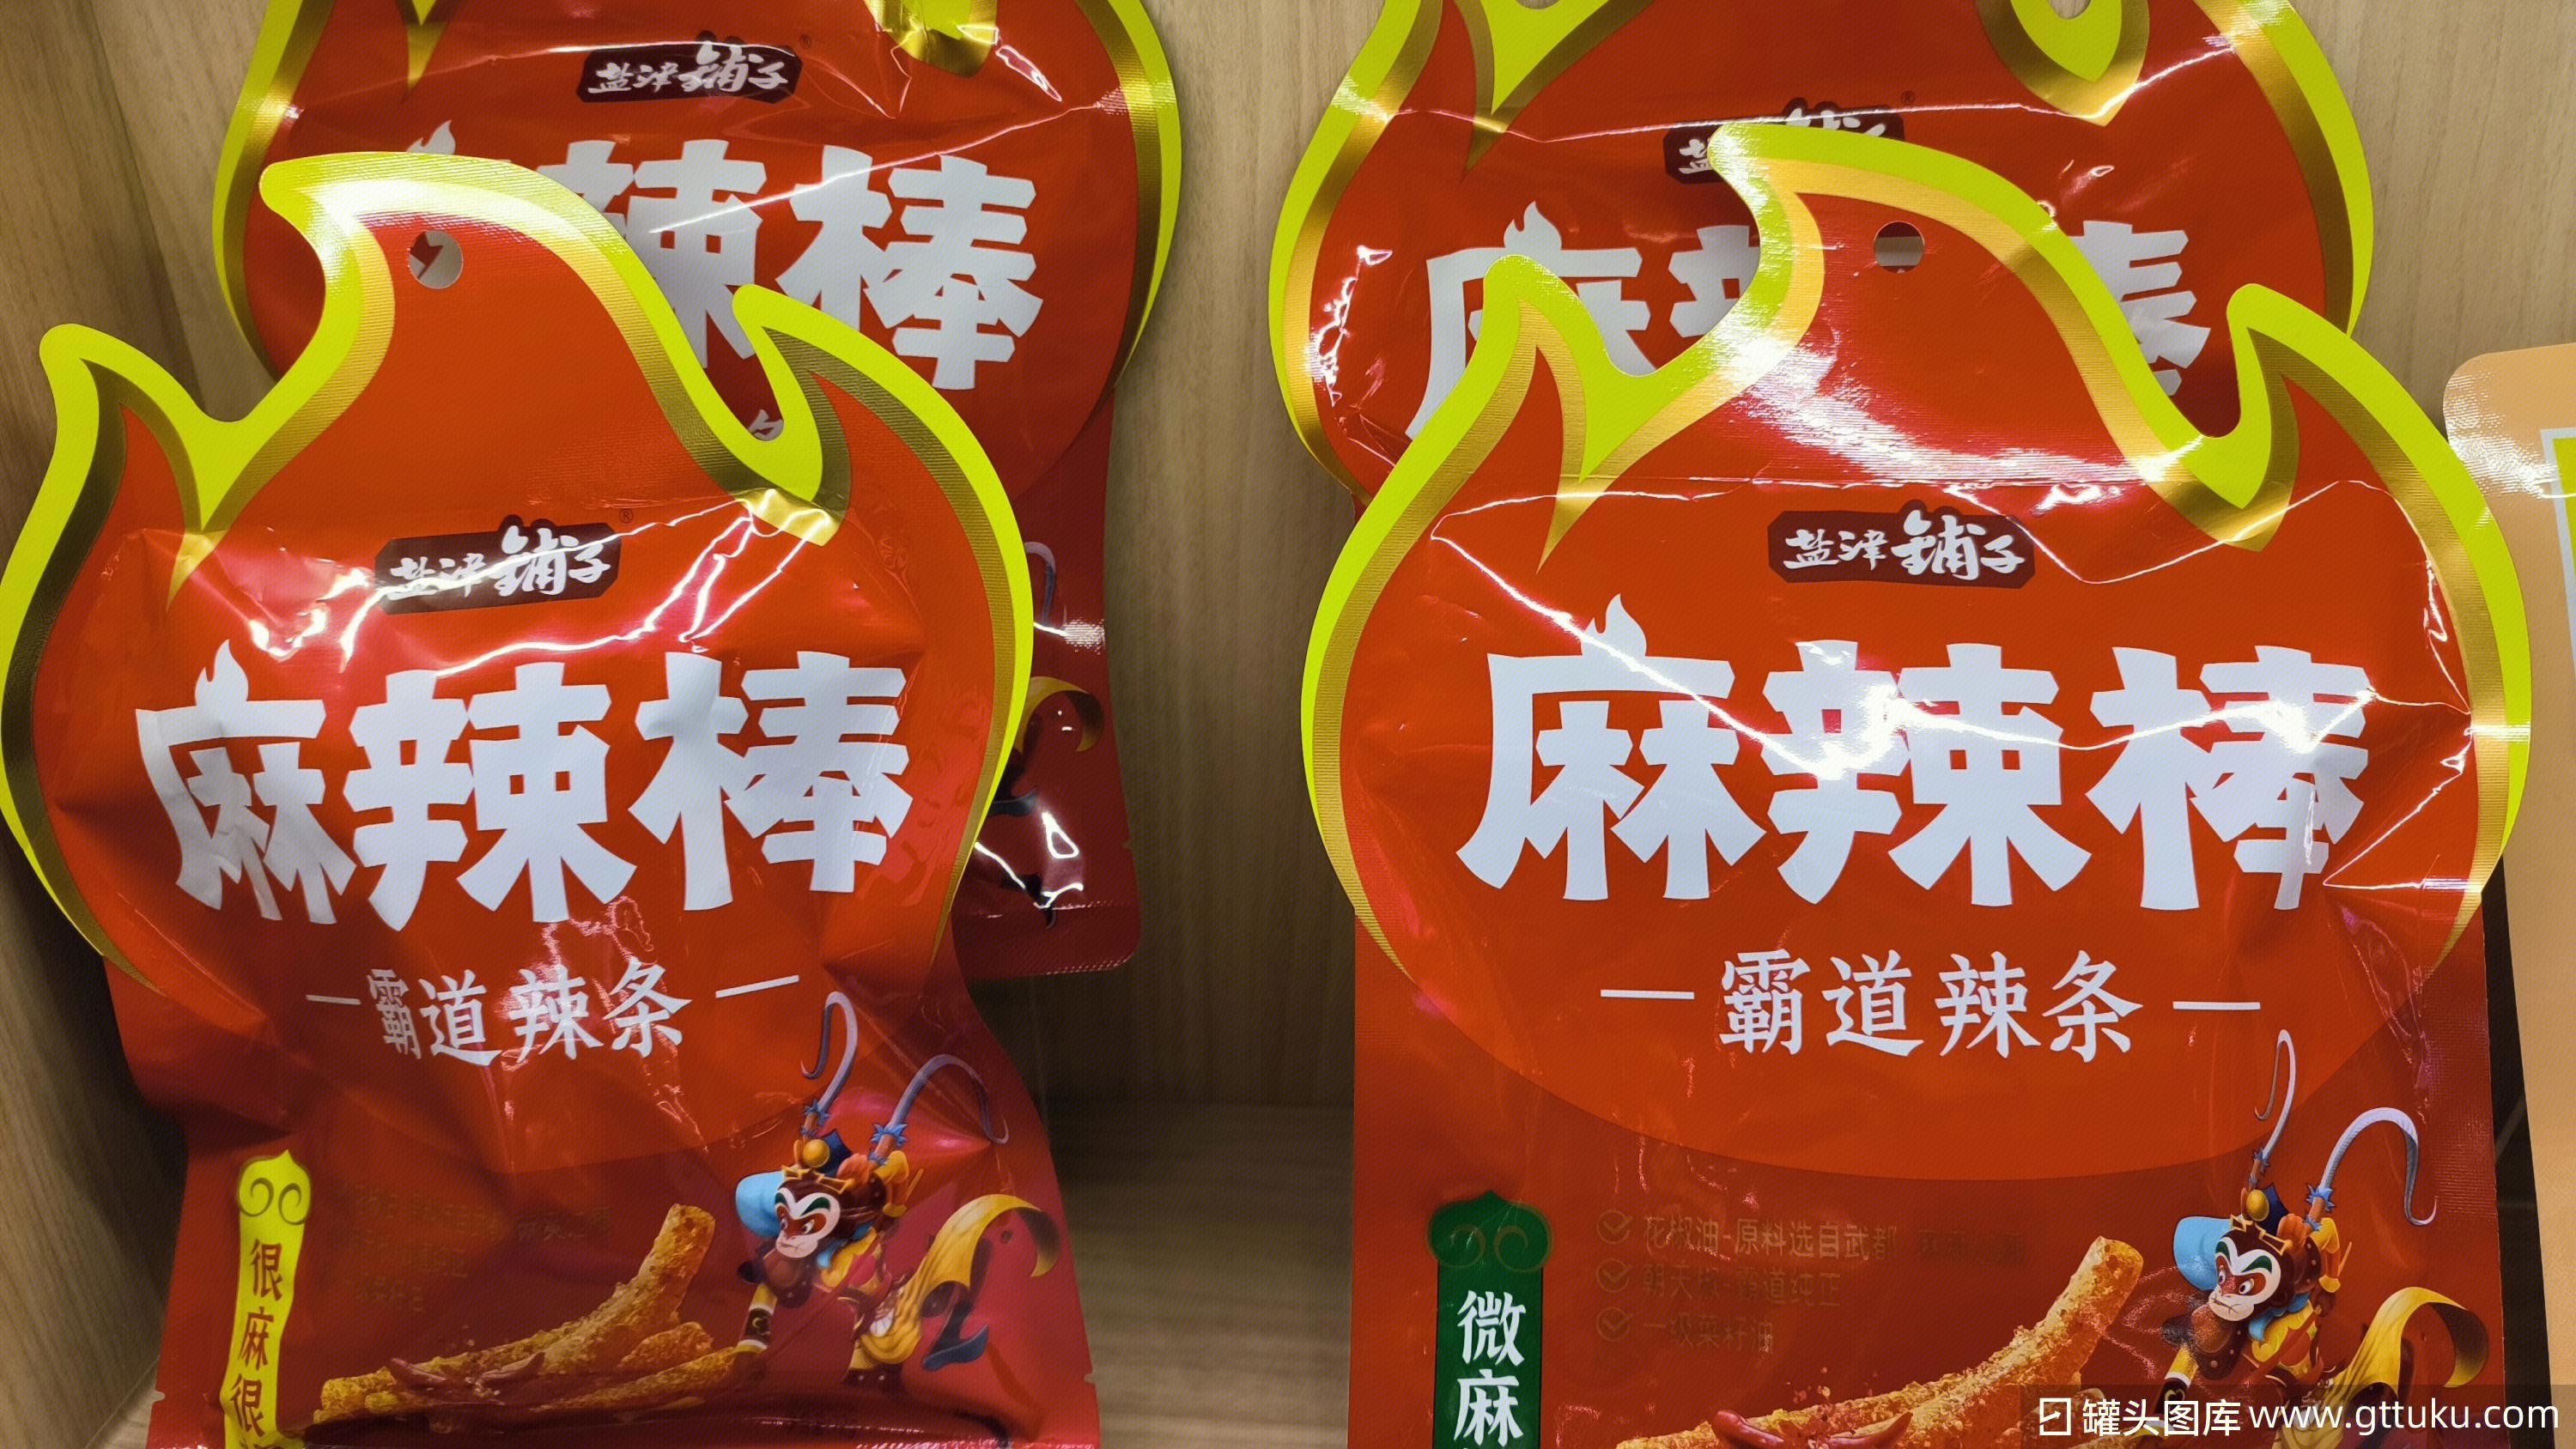 盐津铺子®
辣棒
盐津铺子®
麻辣棒
霸道辣条
很麻很
®
麻
棒
盐津铺子
麻辣棒
霸道辣条
花椒油-原料选自武都
朝天椒-霸道纯正
一级菜籽油
微麻
罐头图库 www.gttuku.com